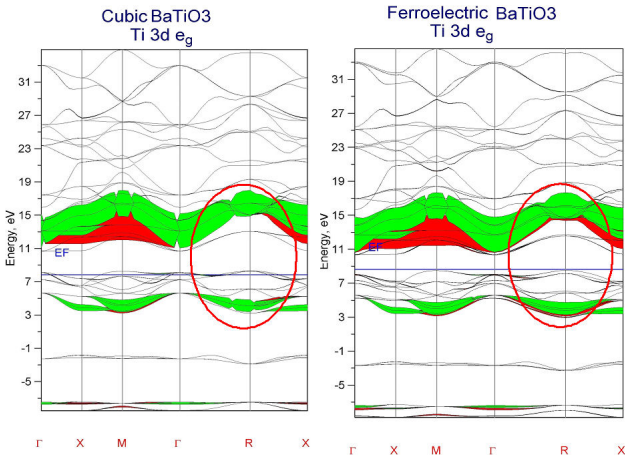 Cubic BaTiO3
Ti 3d eg
Energy, eV
31
27
23
19
15
11
7
3
-1
-5
EF
Γ X M Γ R X
Ferroelectric BaTiO3
Ti 3d eg
Energy, eV
31
27
23
19
15
11
7
3
-1
-5
EF
Γ X M Γ R X